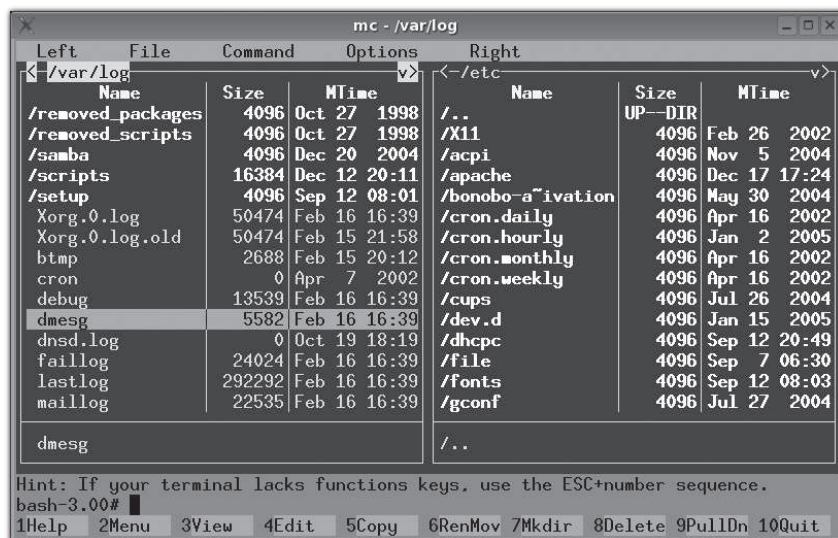 mc - /var/log
Left File Command Options Right
<-/var/log v> <-/etc v>
Name Size MTime Name Size MTime
/removed_packages 4096 Oct 27 1998 /.. UP--DIR
/removed_scripts 4096 Oct 27 1998 /X11 4096 Feb 26 2002
/samba 4096 Dec 20 2004 /acpi 4096 Nov 5 2004
/scripts 16384 Dec 12 20:11 /apache 4096 Dec 17 17:24
/setup 4096 Sep 12 08:01 /bonobo-a~ivation 4096 May 30 2004
Xorg.0.log 50474 Feb 16 16:39 /cron.daily 4096 Apr 16 2002
Xorg.0.log.old 50474 Feb 15 21:58 /cron.hourly 4096 Jan 2 2005
btmp 2688 Feb 15 20:12 /cron.monthly 4096 Apr 16 2002
cron 0 Apr 7 2002 /cron.weekly 4096 Apr 16 2002
debug 13539 Feb 16 16:39 /cups 4096 Jul 26 2004
dmesg 5582 Feb 16 16:39 /dev.d 4096 Jan 15 2005
dnsd.log 0 Oct 19 18:19 /dhcpc 4096 Sep 12 20:49
faillog 24024 Feb 16 16:39 /file 4096 Sep 7 06:30
lastlog 292292 Feb 16 16:39 /fonts 4096 Sep 12 08:03
maillog 22535 Feb 16 16:39 /gconf 4096 Jul 27 2004
dmesg /..
Hint: If your terminal lacks functions keys, use the ESC+number sequence.
bash-3.00#
1Help 2Menu 3View 4Edit 5Copy 6RenMov 7Mkdir 8Delete 9PullDn 10Quit